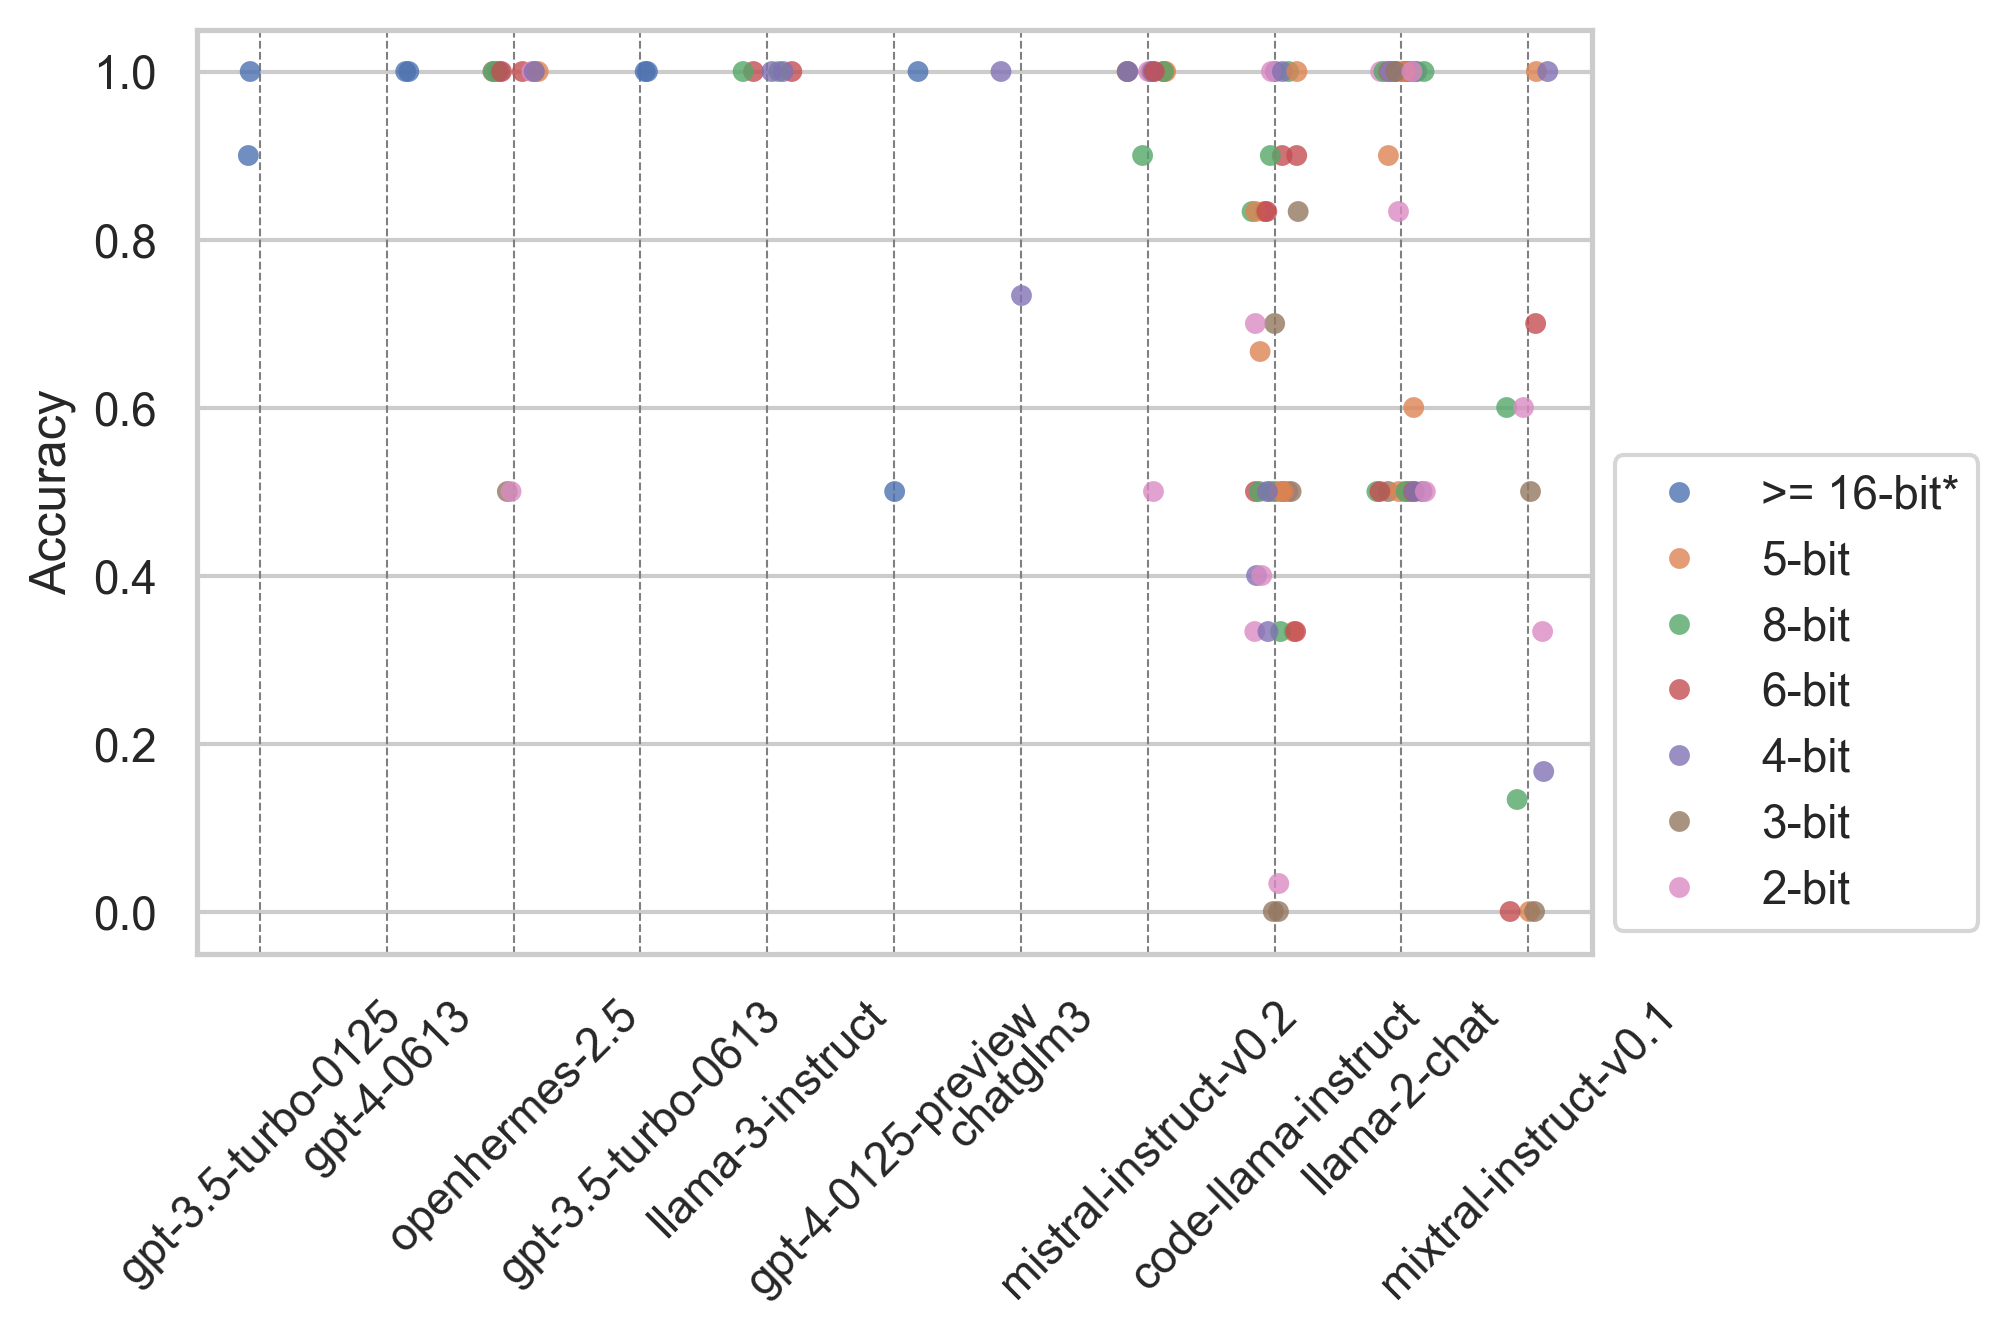 1.0
0.8
0.6
0.4
0.2
0.0
Accuracy
gpt-3.5-turbo-0125
gpt-4-0613
openhermes-2.5
gpt-3.5-turbo-0613
llama-3-instruct
gpt-4-0125-preview
chatglm3
mistral-instruct-v0.2
code-llama-instruct
llama-2-chat
mixtral-instruct-v0.1
>= 16-bit*
5-bit
8-bit
6-bit
4-bit
3-bit
2-bit